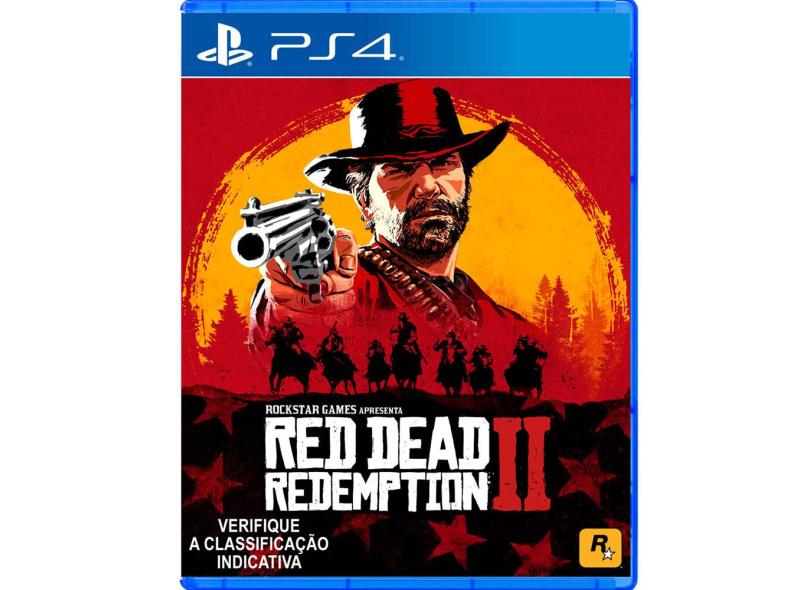 PS4
ROCKSTAR GAMES APRESENTA
RED DEAD
REDEMPTION II
VERIFIQUE
A CLASSIFICAÇÃO
INDICATIVA
R